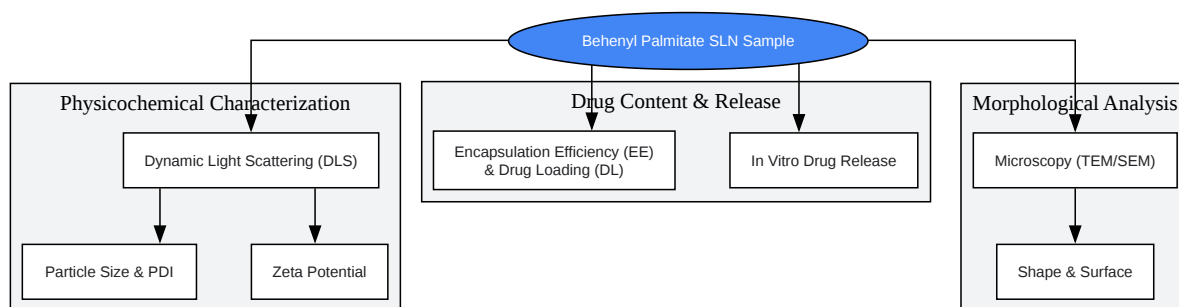 Behenyl Palmitate SLN Sample
Physicochemical Characterization
Drug Content & Release
Morphological Analysis
Dynamic Light Scattering (DLS)
Encapsulation Efficiency (EE)
& Drug Loading (DL)
In Vitro Drug Release
Microscopy (TEM/SEM)
Particle Size & PDI
Zeta Potential
Shape & Surface